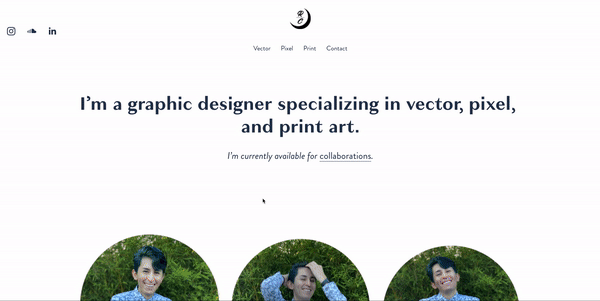 Vector Pixel Print Contact
I'm a graphic designer specializing in vector, pixel,
and print art.
I'm currently available for collaborations.